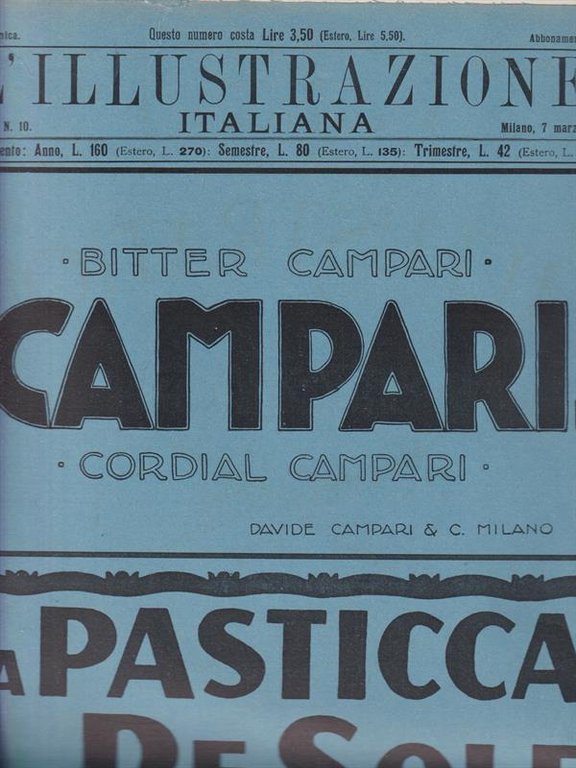 Questo numero costa Lire 3,50 (Estero, Lire 5,50).
L'ILLUSTRAZIONE
N. 10. ITALIANA Milano, 7
Anno, L. 160 (Estero, L. 270): Semestre, L. 80 (Estero, L. 135): Trimestre, L. 42 (Estero, L.
· BITTER CAMPARI ·
CAMPARI
· CORDIAL CAMPARI ·
DAVIDE CAMPARI & C. MILANO
PASTICCA
DE